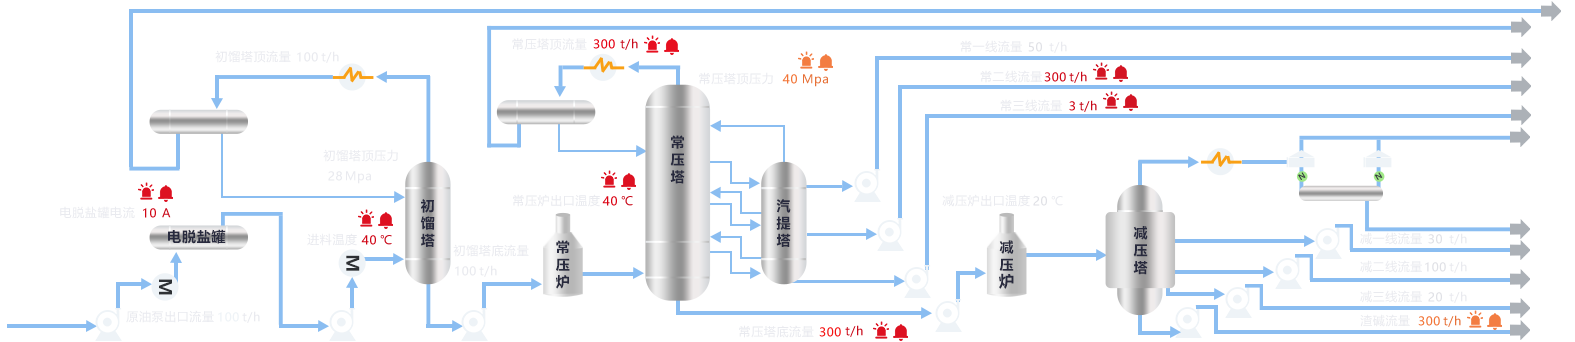 初馏塔顶流量 100 t/h
常压塔顶流量 300 t/h
常压塔顶压力
40 Mpa
常一线流量 50 t/h
常二线流量 300 t/h
常三线流量 3 t/h
初馏塔顶压力
28 Mpa
电脱盐罐电流 10 A
电脱盐罐
进料温度 40 ℃
初馏塔
初馏塔底流量
100 t/h
M
M
原油泵出口流量 100 t/h
常压炉出口温度 40 ℃
常压炉
常压塔
汽提塔
常压塔底流量 300 t/h
减压炉出口温度 20 ℃
减压炉
减压塔
N
N
减一线流量 30 t/h
减二线流量 100 t/h
减三线流量 20 t/h
渣碱流量 300 t/h